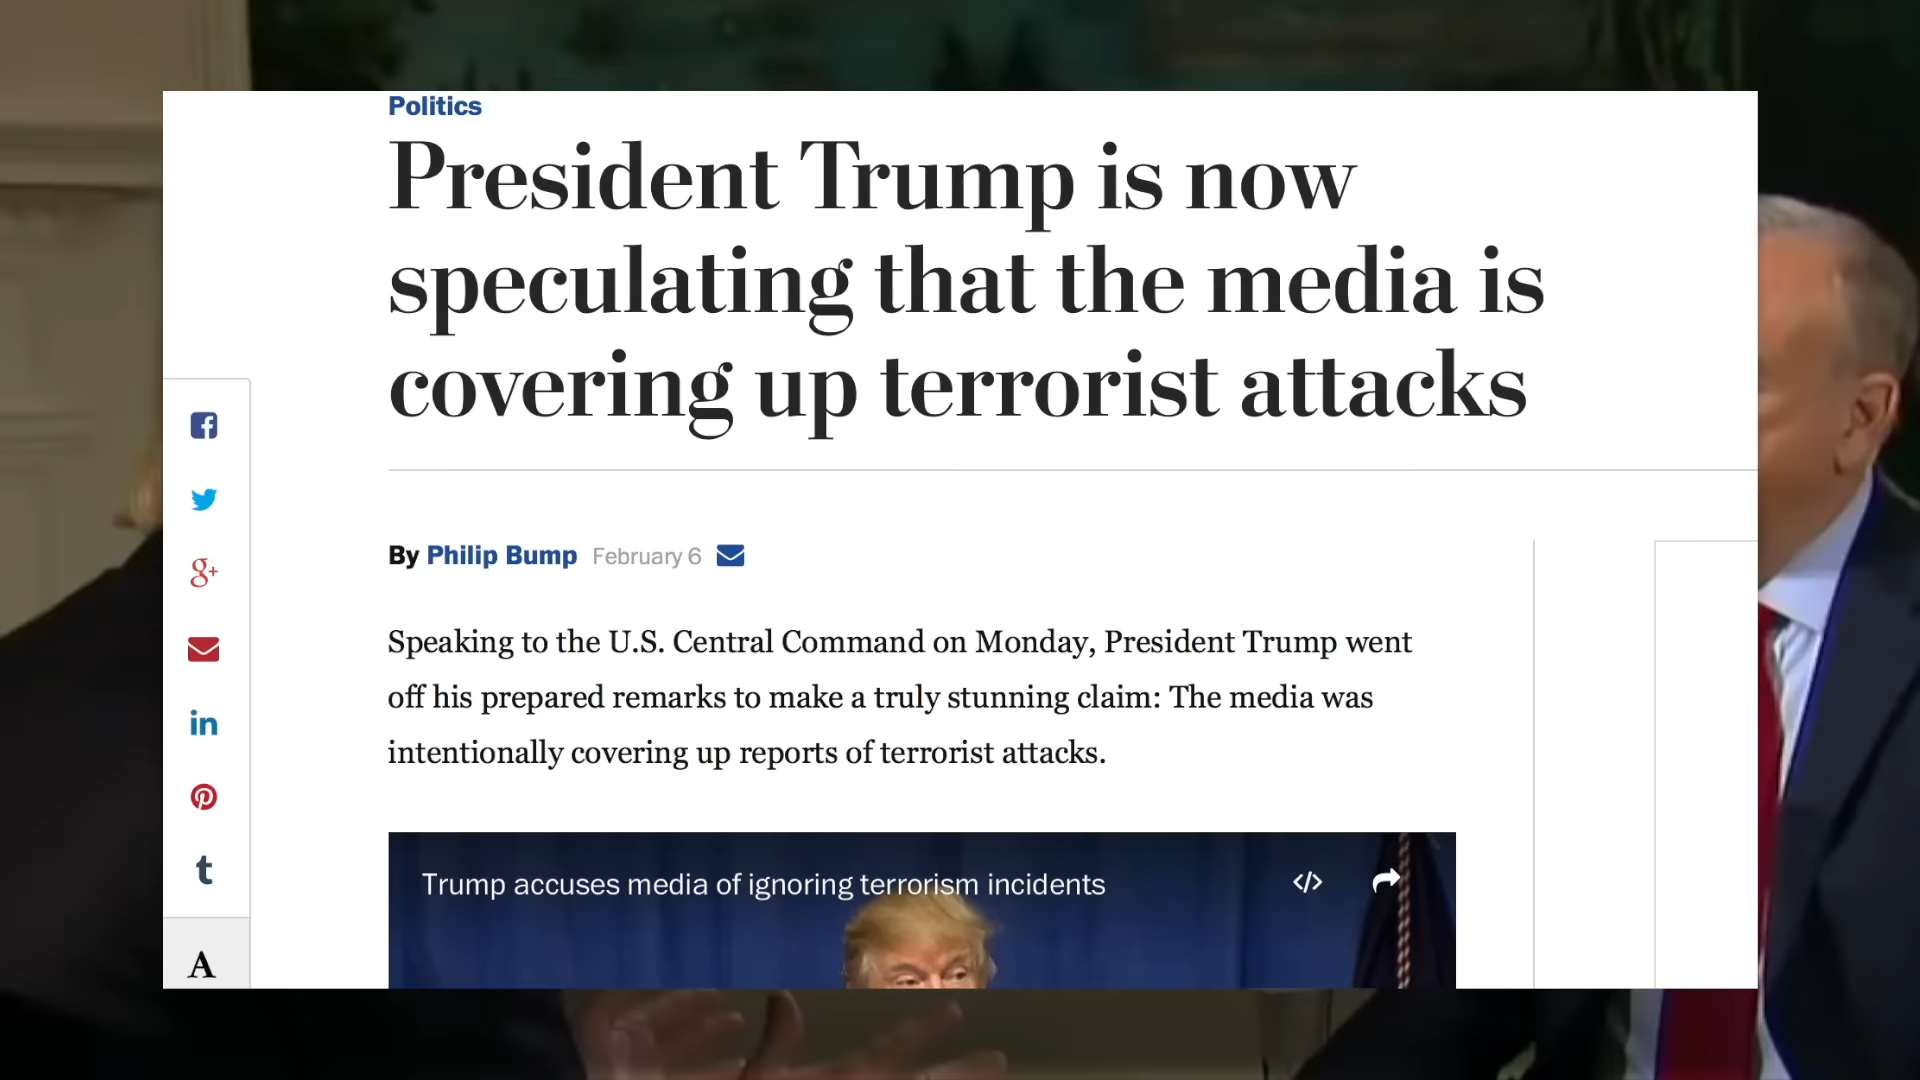 Politics
President Trump is now
speculating that the media is
covering up terrorist attacks
By Philip Bump February 6
Speaking to the U.S. Central Command on Monday, President Trump went
off his prepared remarks to make a truly stunning claim: The media was
intentionally covering up reports of terrorist attacks.
Trump accuses media of ignoring terrorism incidents
A